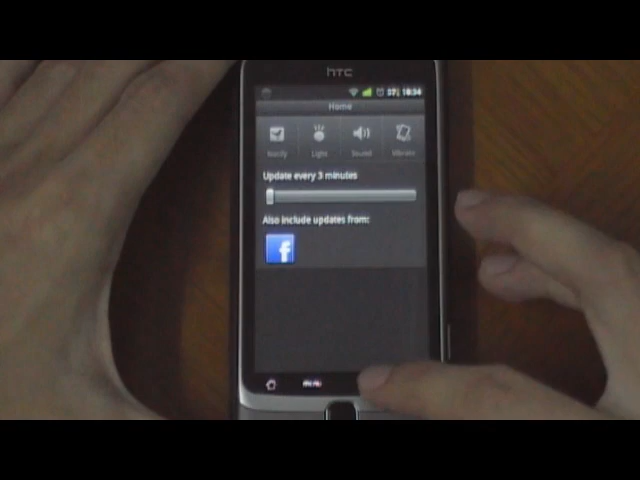 hTC
18:34
Home
Notify Light Sound Vibrate
Update every 3 minutes
Also include updates from:
f